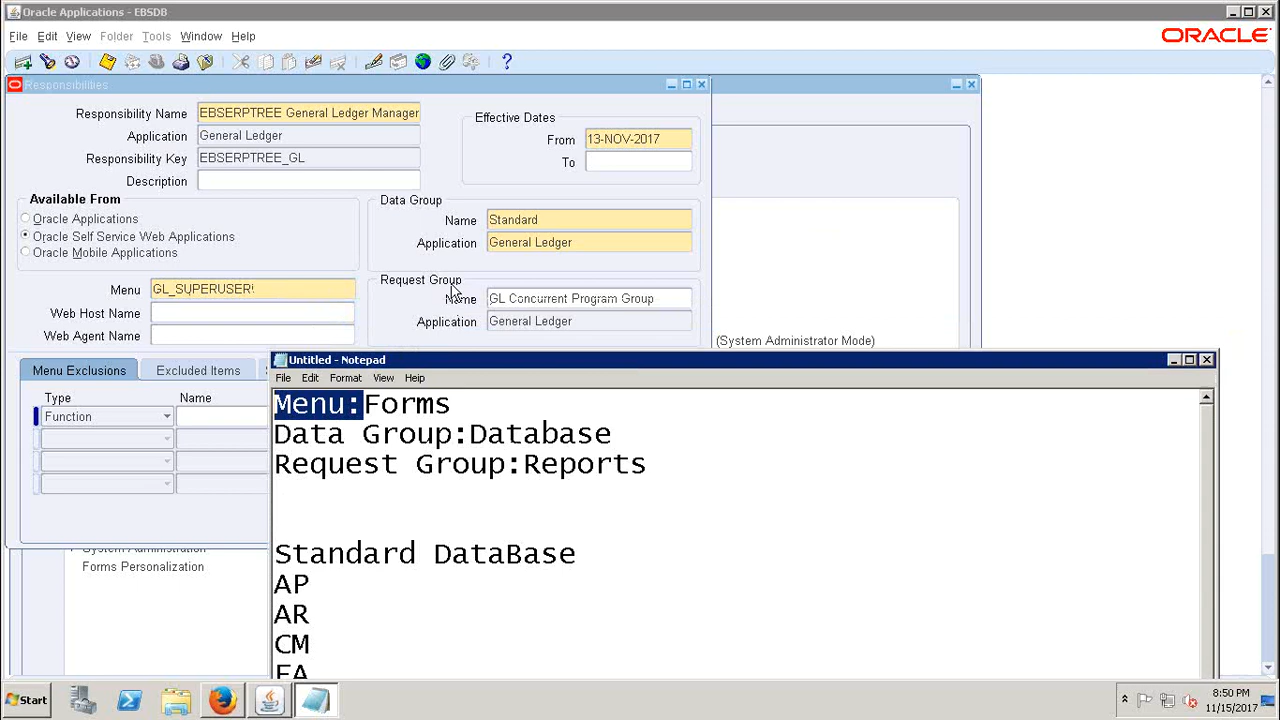 Oracle Applications - EBSDB
File Edit View Folder Tools Window Help
ORACLE
Responsibilities
Responsibility Name EBSERPTREE General Ledger Manager
Application General Ledger
Responsibility Key EBSERPTREE_GL
Description
Effective Dates
From 13-NOV-2017
To
Available From
Oracle Applications
Oracle Self Service Web Applications
Oracle Mobile Applications
Data Group
Name Standard
Application General Ledger
Menu GL_SUPERUSER
Web Host Name
Web Agent Name
Request Group
Name GL Concurrent Program Group
Application General Ledger
(System Administrator Mode)
Menu Exclusions
Excluded Items
Type Name
Function
System Administration
Forms Personalization
Untitled - Notepad
File Edit Format View Help
Menu:Forms
Data Group:Database
Request Group:Reports
Standard DataBase
AP
AR
CM
FA
Start
8:50 PM
11/15/2017